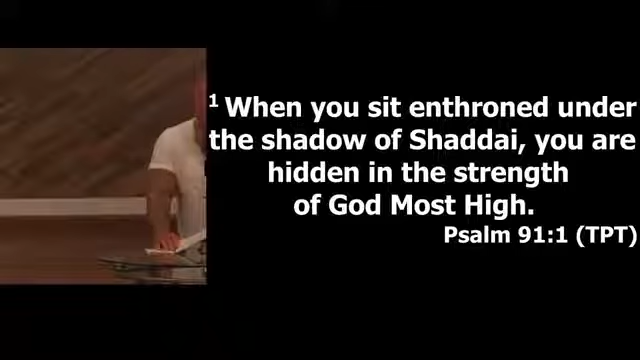 1 When you sit enthroned under
the shadow of Shaddai, you are
hidden in the strength
of God Most High.
Psalm 91:1 (TPT)